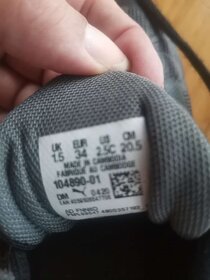 UK EUR US CM
1.5 34 2.5C 20.5
MADE IN CAMBODIA
FABRIQUÉ AU CAMBODGE
104890-01
DM 0420